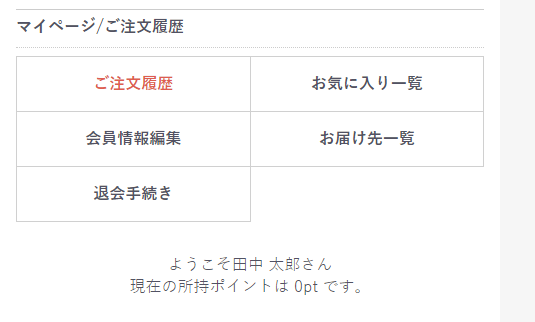 マイページ/ご注文履歴
ご注文履歴 お気に入り一覧
会員情報編集 お届け先一覧
退会手続き
ようこそ田中 太郎さん
現在の所持ポイントは 0pt です。